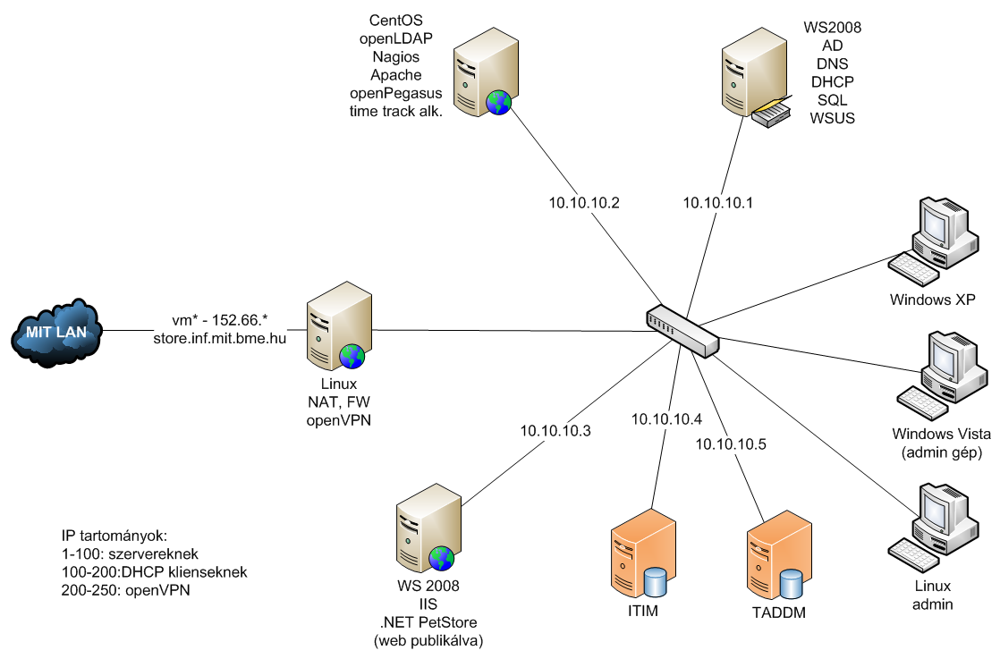 CentOS
openLDAP
Nagios
Apache
openPegasus
time track alk.
WS2008
AD
DNS
DHCP
SQL
WSUS
10.10.10.2
10.10.10.1
Windows XP
MIT LAN
vm* - 152.66.*
store.inf.mit.bme.hu
Linux
NAT, FW
openVPN
10.10.10.3
10.10.10.4
10.10.10.5
Windows Vista
(admin gép)
IP tartományok:
1-100: szervereknek
100-200:DHCP klienseknek
200-250: openVPN
WS 2008
IIS
.NET PetStore
(web publikálva)
ITIM
TADDM
Linux
admin